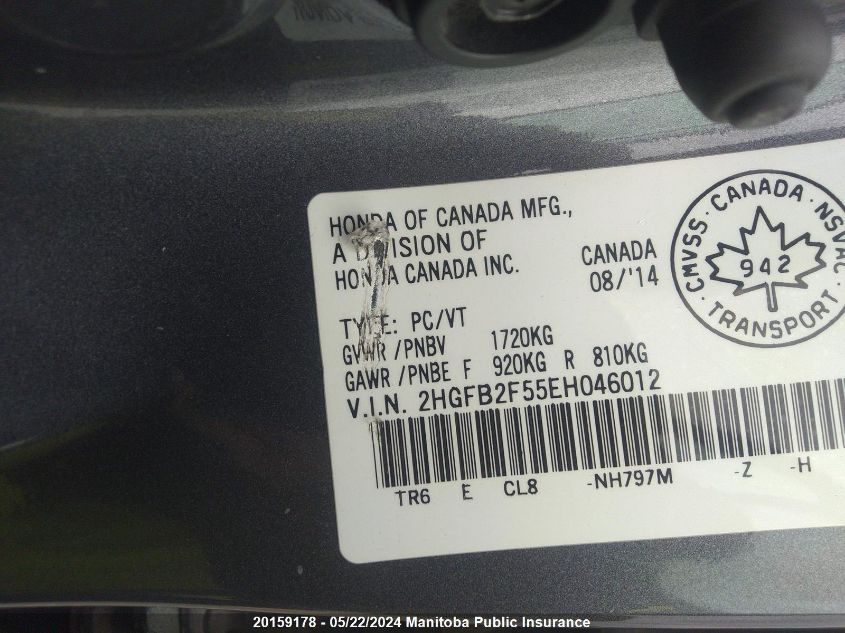 HONDA OF CANADA MFG.,
A DIVISION OF
HONDA CANADA INC.
CANADA
08/'14
TYPE: PC/VT
GVWR/PNBV 1720KG
GAWR/PNBE F 920KG R 810KG
V.I.N. 2HGFB2F55EH046012
TR6 E CL8 -NH797M -Z -H
CMVSS · CANADA · NSVAC
942
· TRANSPORT ·
20159178 - 05/22/2024 Manitoba Public Insurance